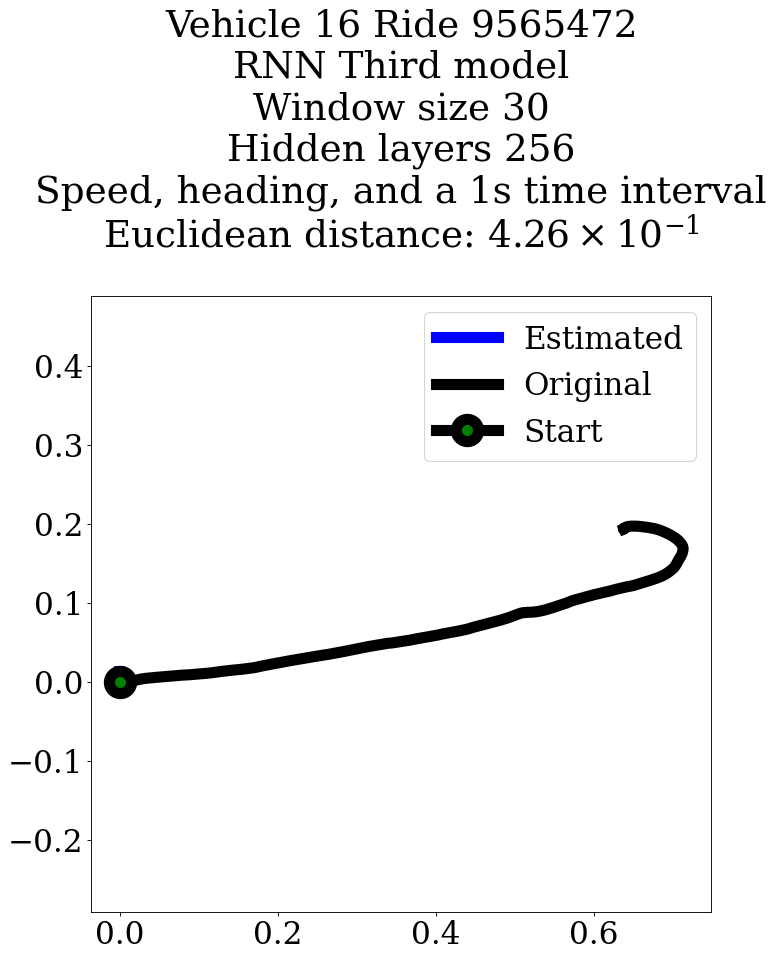 Vehicle 16 Ride 9565472
RNN Third model
Window size 30
Hidden layers 256
Speed, heading, and a 1s time interval
Euclidean distance: 4.26 × 10⁻¹
Estimated
Original
Start
0.4
0.3
0.2
0.1
0.0
−0.1
−0.2
0.0 0.2 0.4 0.6